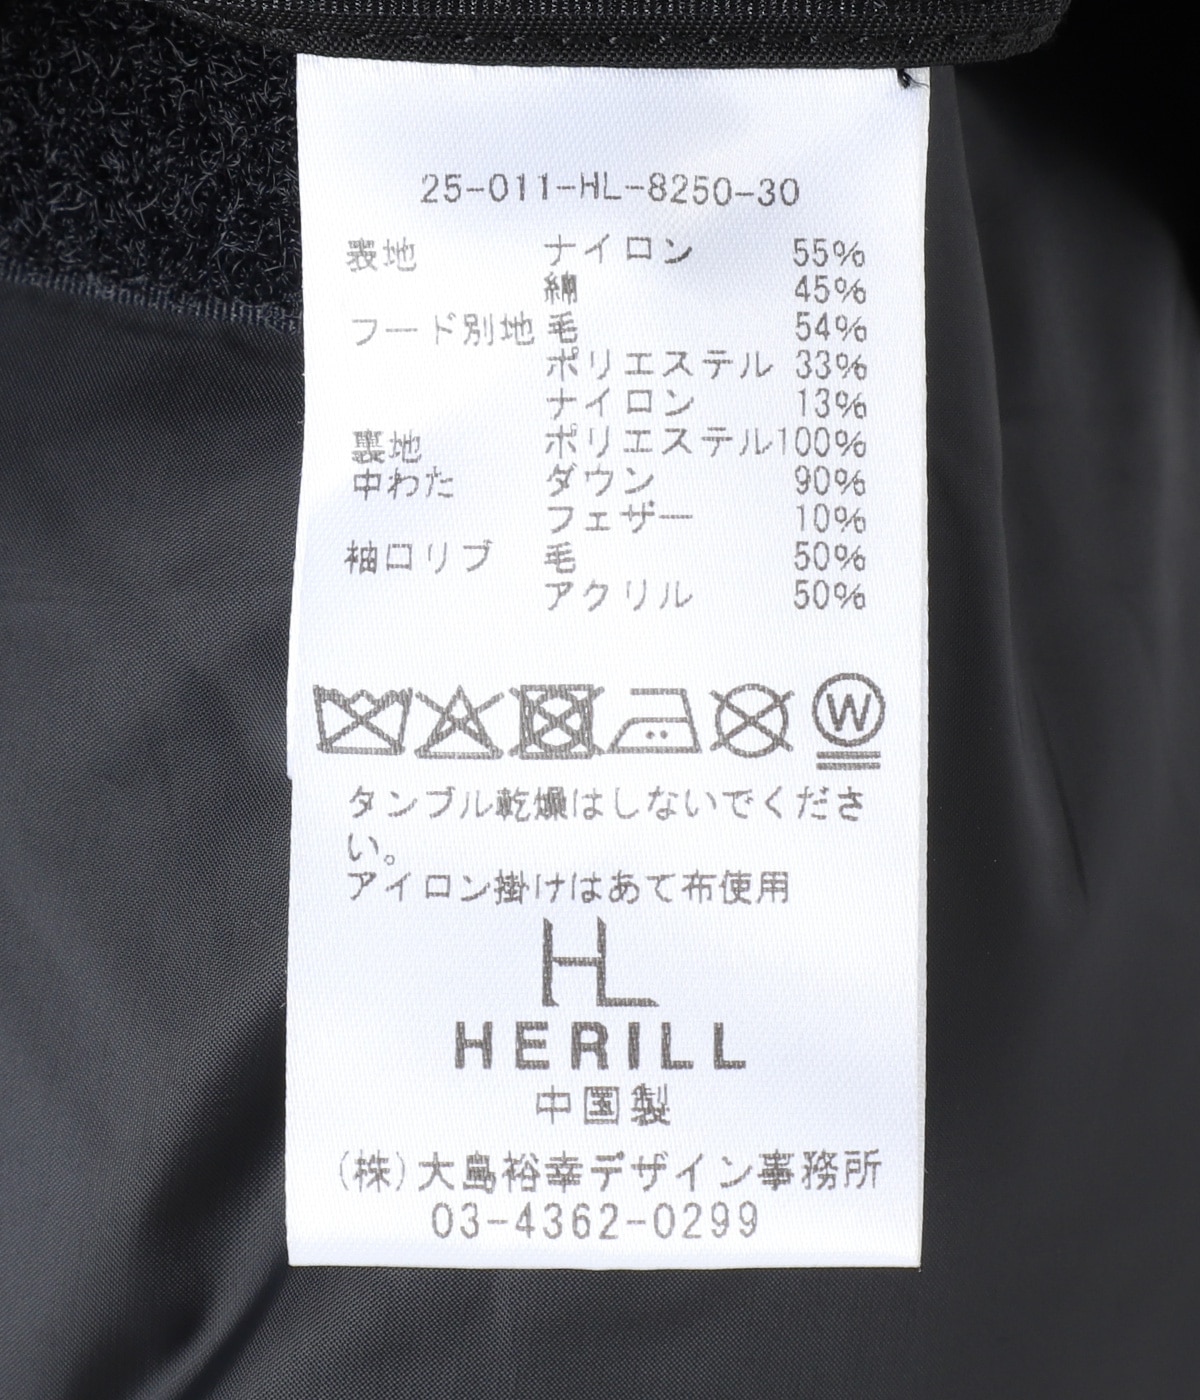 25-011-HL-8250-30
表地 ナイロン 55%
綿 45%
フード別地 毛 54%
ポリエステル 33%
ナイロン 13%
裏地 ポリエステル100%
中わた ダウン 90%
フェザー 10%
袖口リブ 毛 50%
アクリル 50%
W
タンブル乾燥はしないでくださ
い。
アイロン掛けはあて布使用
HL
HERILL
中国製
(株)大島裕幸デザイン事務所
03-4362-0299